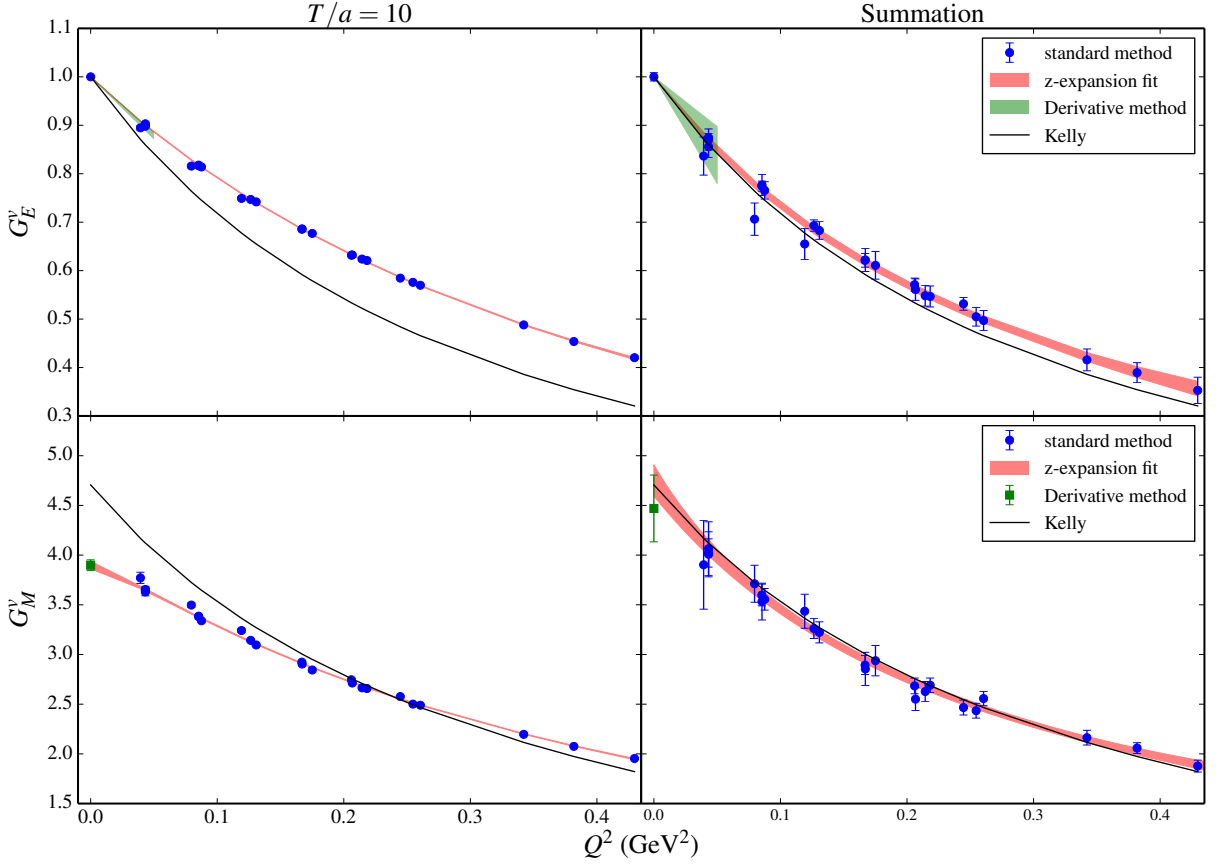 T/a = 10
Summation
1.1
1.0
0.9
0.8
0.7
0.6
0.5
0.4
0.3
G_E^v
standard method
z-expansion fit
Derivative method
Kelly
5.0
4.5
4.0
3.5
3.0
2.5
2.0
1.5
G_M^v
standard method
z-expansion fit
Derivative method
Kelly
0.0 0.1 0.2 0.3 0.4 0.0 0.1 0.2 0.3 0.4
Q² (GeV²)